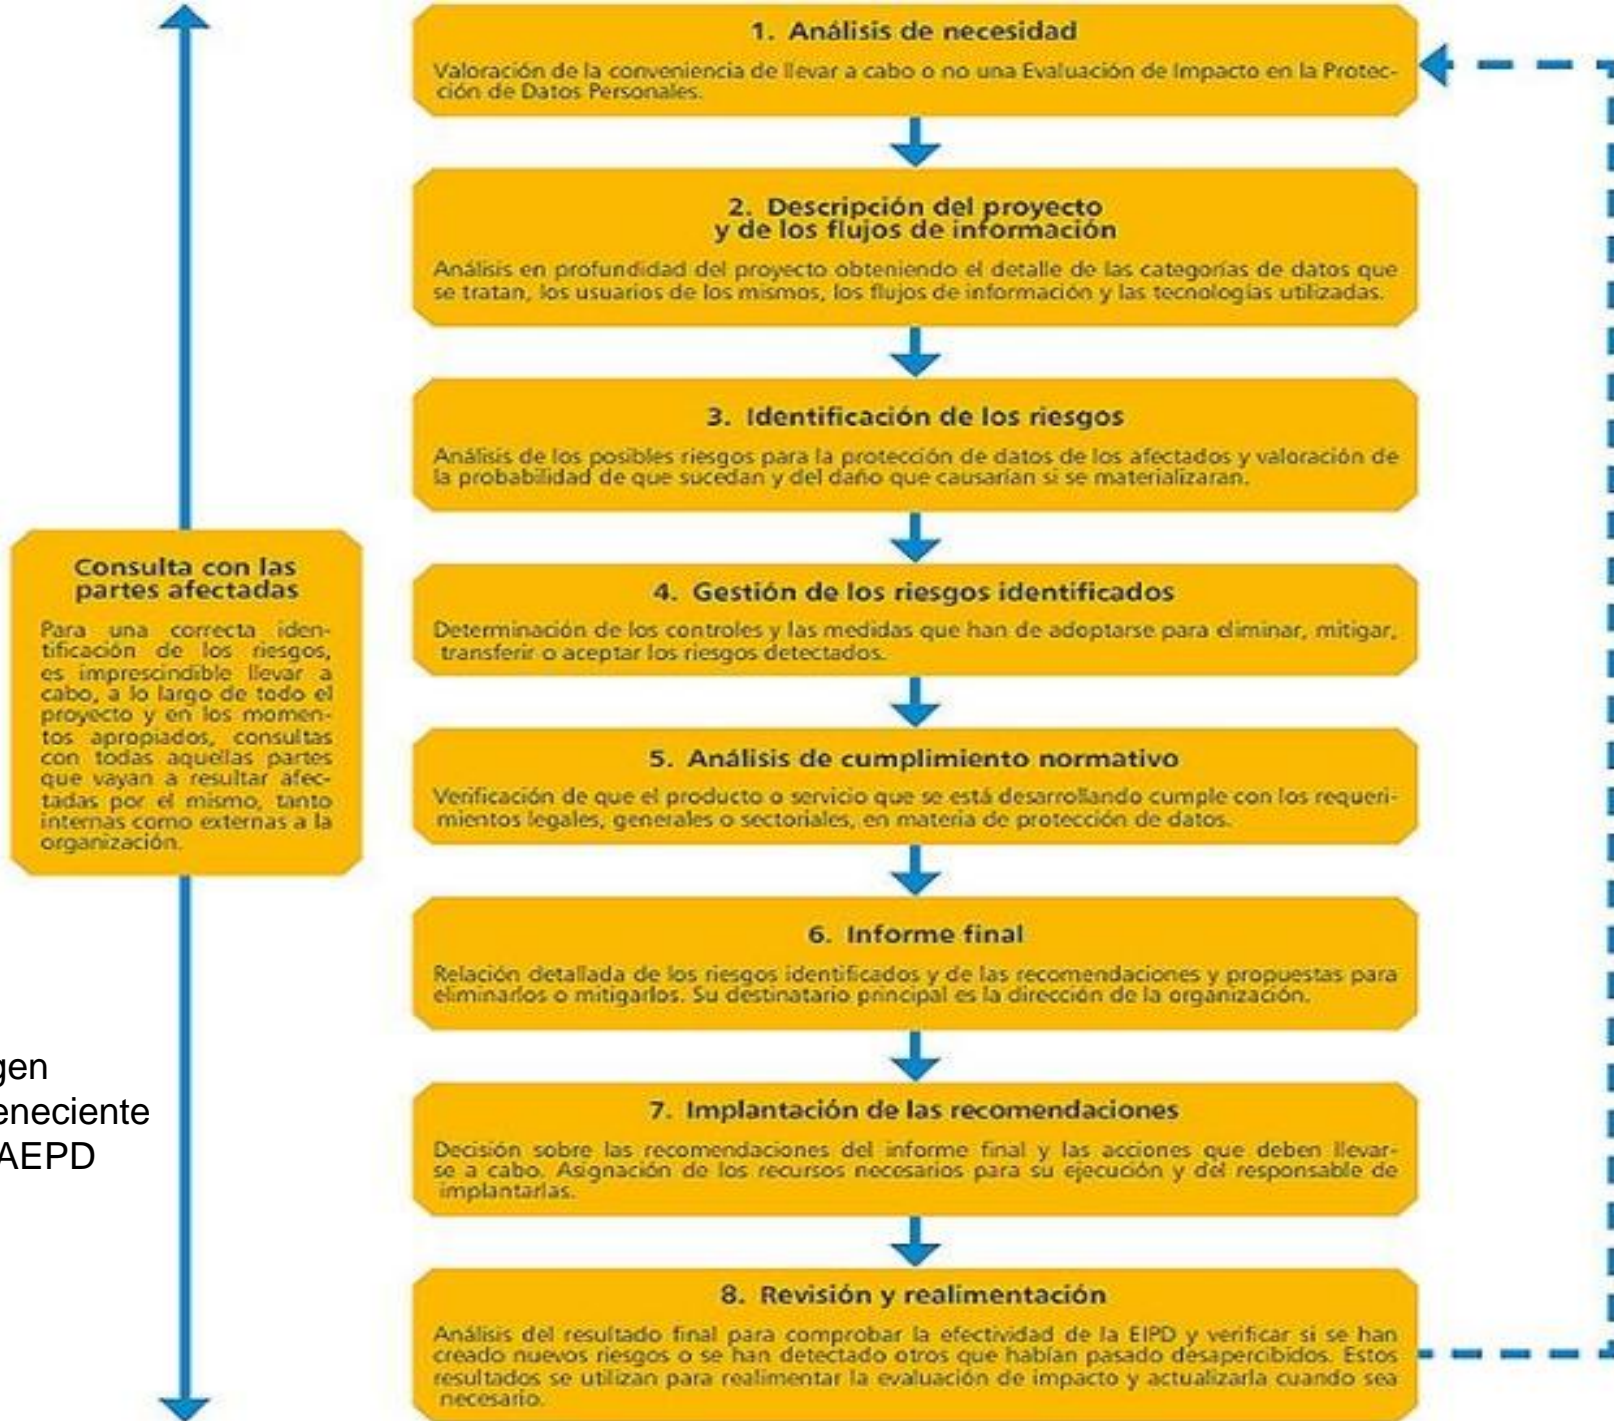 1. Análisis de necesidad
Valoración de la conveniencia de llevar a cabo o no una Evaluación de Impacto en la Protec-
ción de Datos Personales.
2. Descripción del proyecto
y de los flujos de información
Análisis en profundidad del proyecto obteniendo el detalle de las categorías de datos que
se tratan, los usuarios de los mismos, los flujos de información y las tecnologías utilizadas.
3. Identificación de los riesgos
Análisis de los posibles riesgos para la protección de datos de los afectados y valoración de
la probabilidad de que sucedan y del daño que causarían si se materializaran.
Consulta con las
partes afectadas
Para una correcta iden-
tificación de los riesgos,
es imprescindible llevar a
cabo, a lo largo de todo el
proyecto y en los momen-
tos apropiados, consultas
con todas aquellas partes
que vayan a resultar afec-
tadas por el mismo, tanto
internas como externas a la
organización.
4. Gestión de los riesgos identificados
Determinación de los controles y las medidas que han de adoptarse para eliminar, mitigar,
transferir o aceptar los riesgos detectados.
5. Análisis de cumplimiento normativo
Verificación de que el producto o servicio que se está desarrollando cumple con los requeri-
mientos legales, generales o sectoriales, en materia de protección de datos.
6. Informe final
Relación detallada de los riesgos identificados y de las recomendaciones y propuestas para
eliminarlos o mitigarlos. Su destinatario principal es la dirección de la organización.
gen
eneciente
AEPD
7. Implantación de las recomendaciones
Decisión sobre las recomendaciones del informe final y las acciones que deben llevar-
se a cabo. Asignación de los recursos necesarios para su ejecución y del responsable de
implantarlas.
8. Revisión y realimentación
Análisis del resultado final para comprobar la efectividad de la EIPD y verificar si se han
creado nuevos riesgos o se han detectado otros que habían pasado desapercibidos. Estos
resultados se utilizan para realimentar la evaluación de impacto y actualizarla cuando sea
necesario.